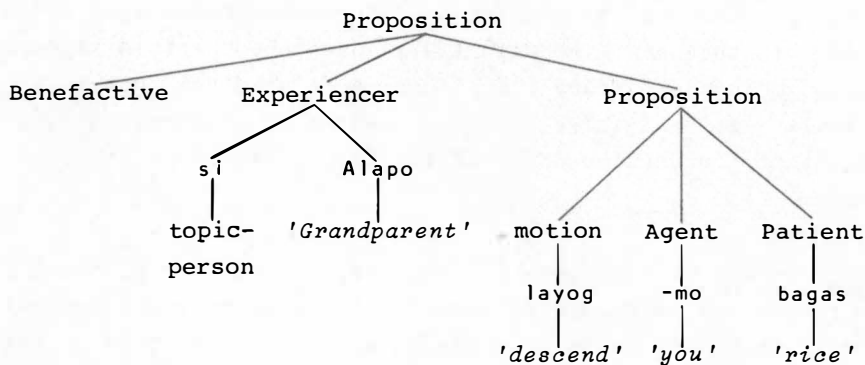 Proposition
Benefactive Experiencer Proposition
si Alapo
topic- 'Grandparent' motion Agent Patient
person
layog -mo bagas
'descend' 'you' 'rice'